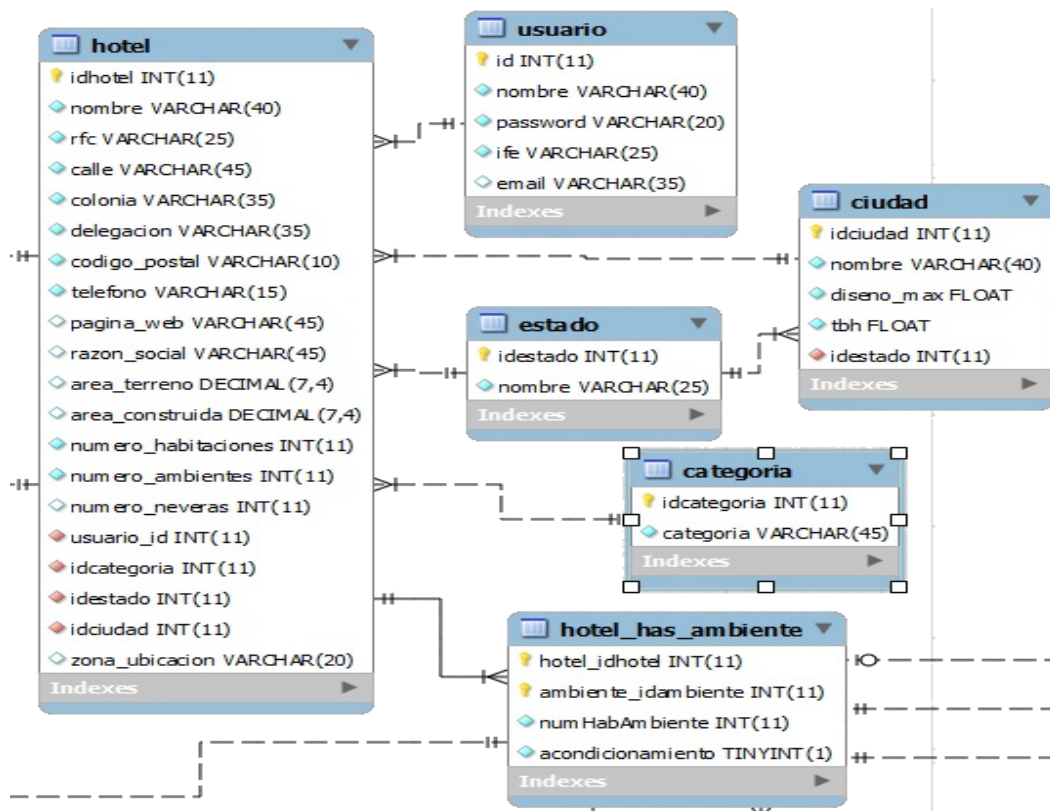 hotel
idhotel INT(11)
nombre VARCHAR(40)
rfc VARCHAR(25)
calle VARCHAR(45)
colonia VARCHAR(35)
delegacion VARCHAR(35)
codigo_postal VARCHAR(10)
telefono VARCHAR(15)
pagina_web VARCHAR(45)
razon_social VARCHAR(45)
area_terreno DECIMAL(7,4)
area_construida DECIMAL(7,4)
numero_habitaciones INT(11)
numero_ambientes INT(11)
numero_neveras INT(11)
usuario_id INT(11)
idcategoria INT(11)
idestado INT(11)
idciudad INT(11)
zona_ubicacion VARCHAR(20)
Indexes
usuario
id INT(11)
nombre VARCHAR(40)
password VARCHAR(20)
ife VARCHAR(25)
email VARCHAR(35)
Indexes
ciudad
idciudad INT(11)
nombre VARCHAR(40)
diseno_max FLOAT
tbh FLOAT
idestado INT(11)
Indexes
estado
idestado INT(11)
nombre VARCHAR(25)
Indexes
categoria
idcategoria INT(11)
categoria VARCHAR(45)
Indexes
hotel_has_ambiente
hotel_idhotel INT(11)
ambiente_idambiente INT(11)
numHabAmbiente INT(11)
acondicionamiento TINYINT(1)
Indexes